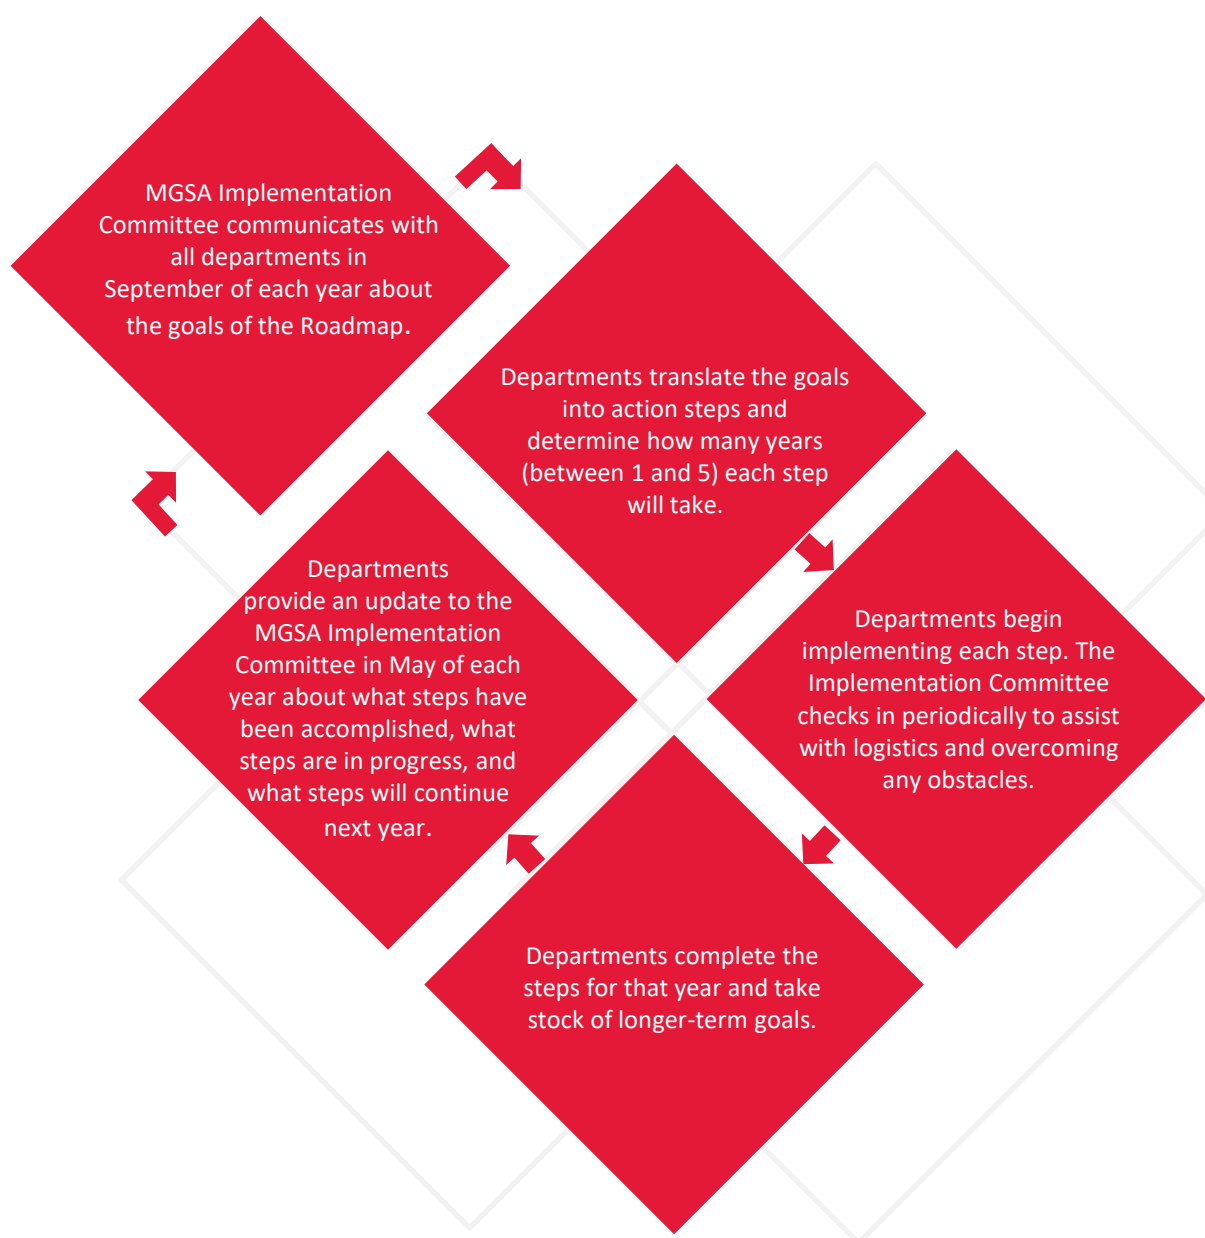 MGSA Implementation
Committee communicates with
all departments in
September of each year about
the goals of the Roadmap.
Departments translate the goals
into action steps and
determine how many years
(between 1 and 5) each step
will take.
Departments begin
implementing each step. The
Implementation Committee
checks in periodically to assist
with logistics and overcoming
any obstacles.
Departments complete the
steps for that year and take
stock of longer-term goals.
Departments
provide an update to the
MGSA Implementation
Committee in May of each
year about what steps have
been accomplished, what
steps are in progress, and
what steps will continue
next year.